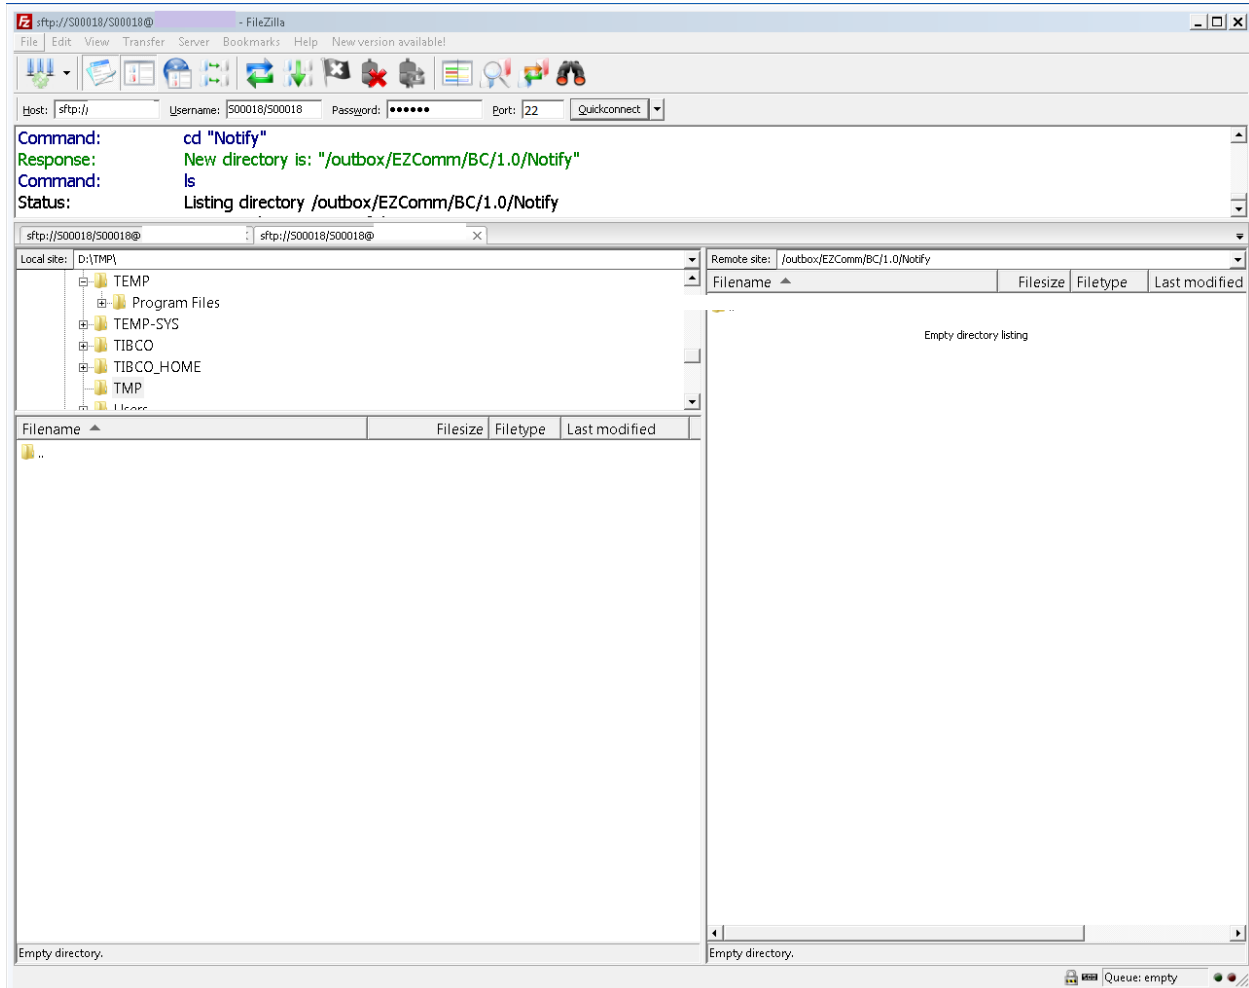 sftp://S00018/S00018@ - FileZilla
File Edit View Transfer Server Bookmarks Help New version available!
Host: sftp:// Username: S00018/S00018 Password: ●●●●●● Port: 22 Quickconnect
Command: cd "Notify"
Response: New directory is: "/outbox/EZComm/BC/1.0/Notify"
Command: ls
Status: Listing directory /outbox/EZComm/BC/1.0/Notify
sftp://S00018/S00018@ sftp://S00018/S00018@
Local site: D:\TMP\
TEMP
Program Files
TEMP-SYS
TIBCO
TIBCO_HOME
TMP
Users
Filename Filesize Filetype Last modified
..
Empty directory.
Remote site: /outbox/EZComm/BC/1.0/Notify
Filename Filesize Filetype Last modified
..
Empty directory listing
Empty directory.
Queue: empty